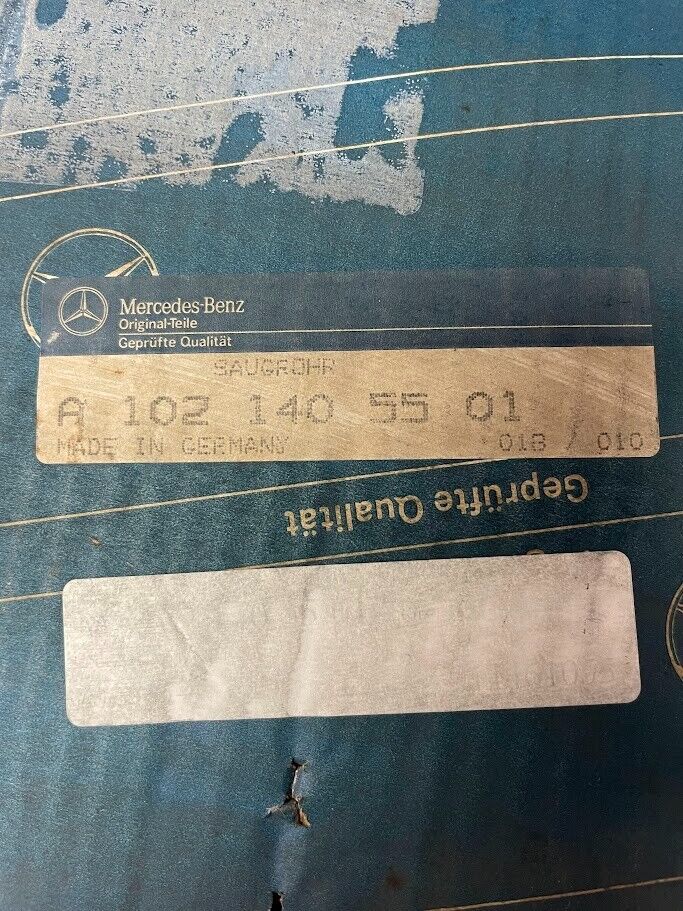 Mercedes-Benz
Original-Teile
Geprüfte Qualität
SAUGROHR
A 102 140 55 01
MADE IN GERMANY
018 / 010
Geprüfte Qualität